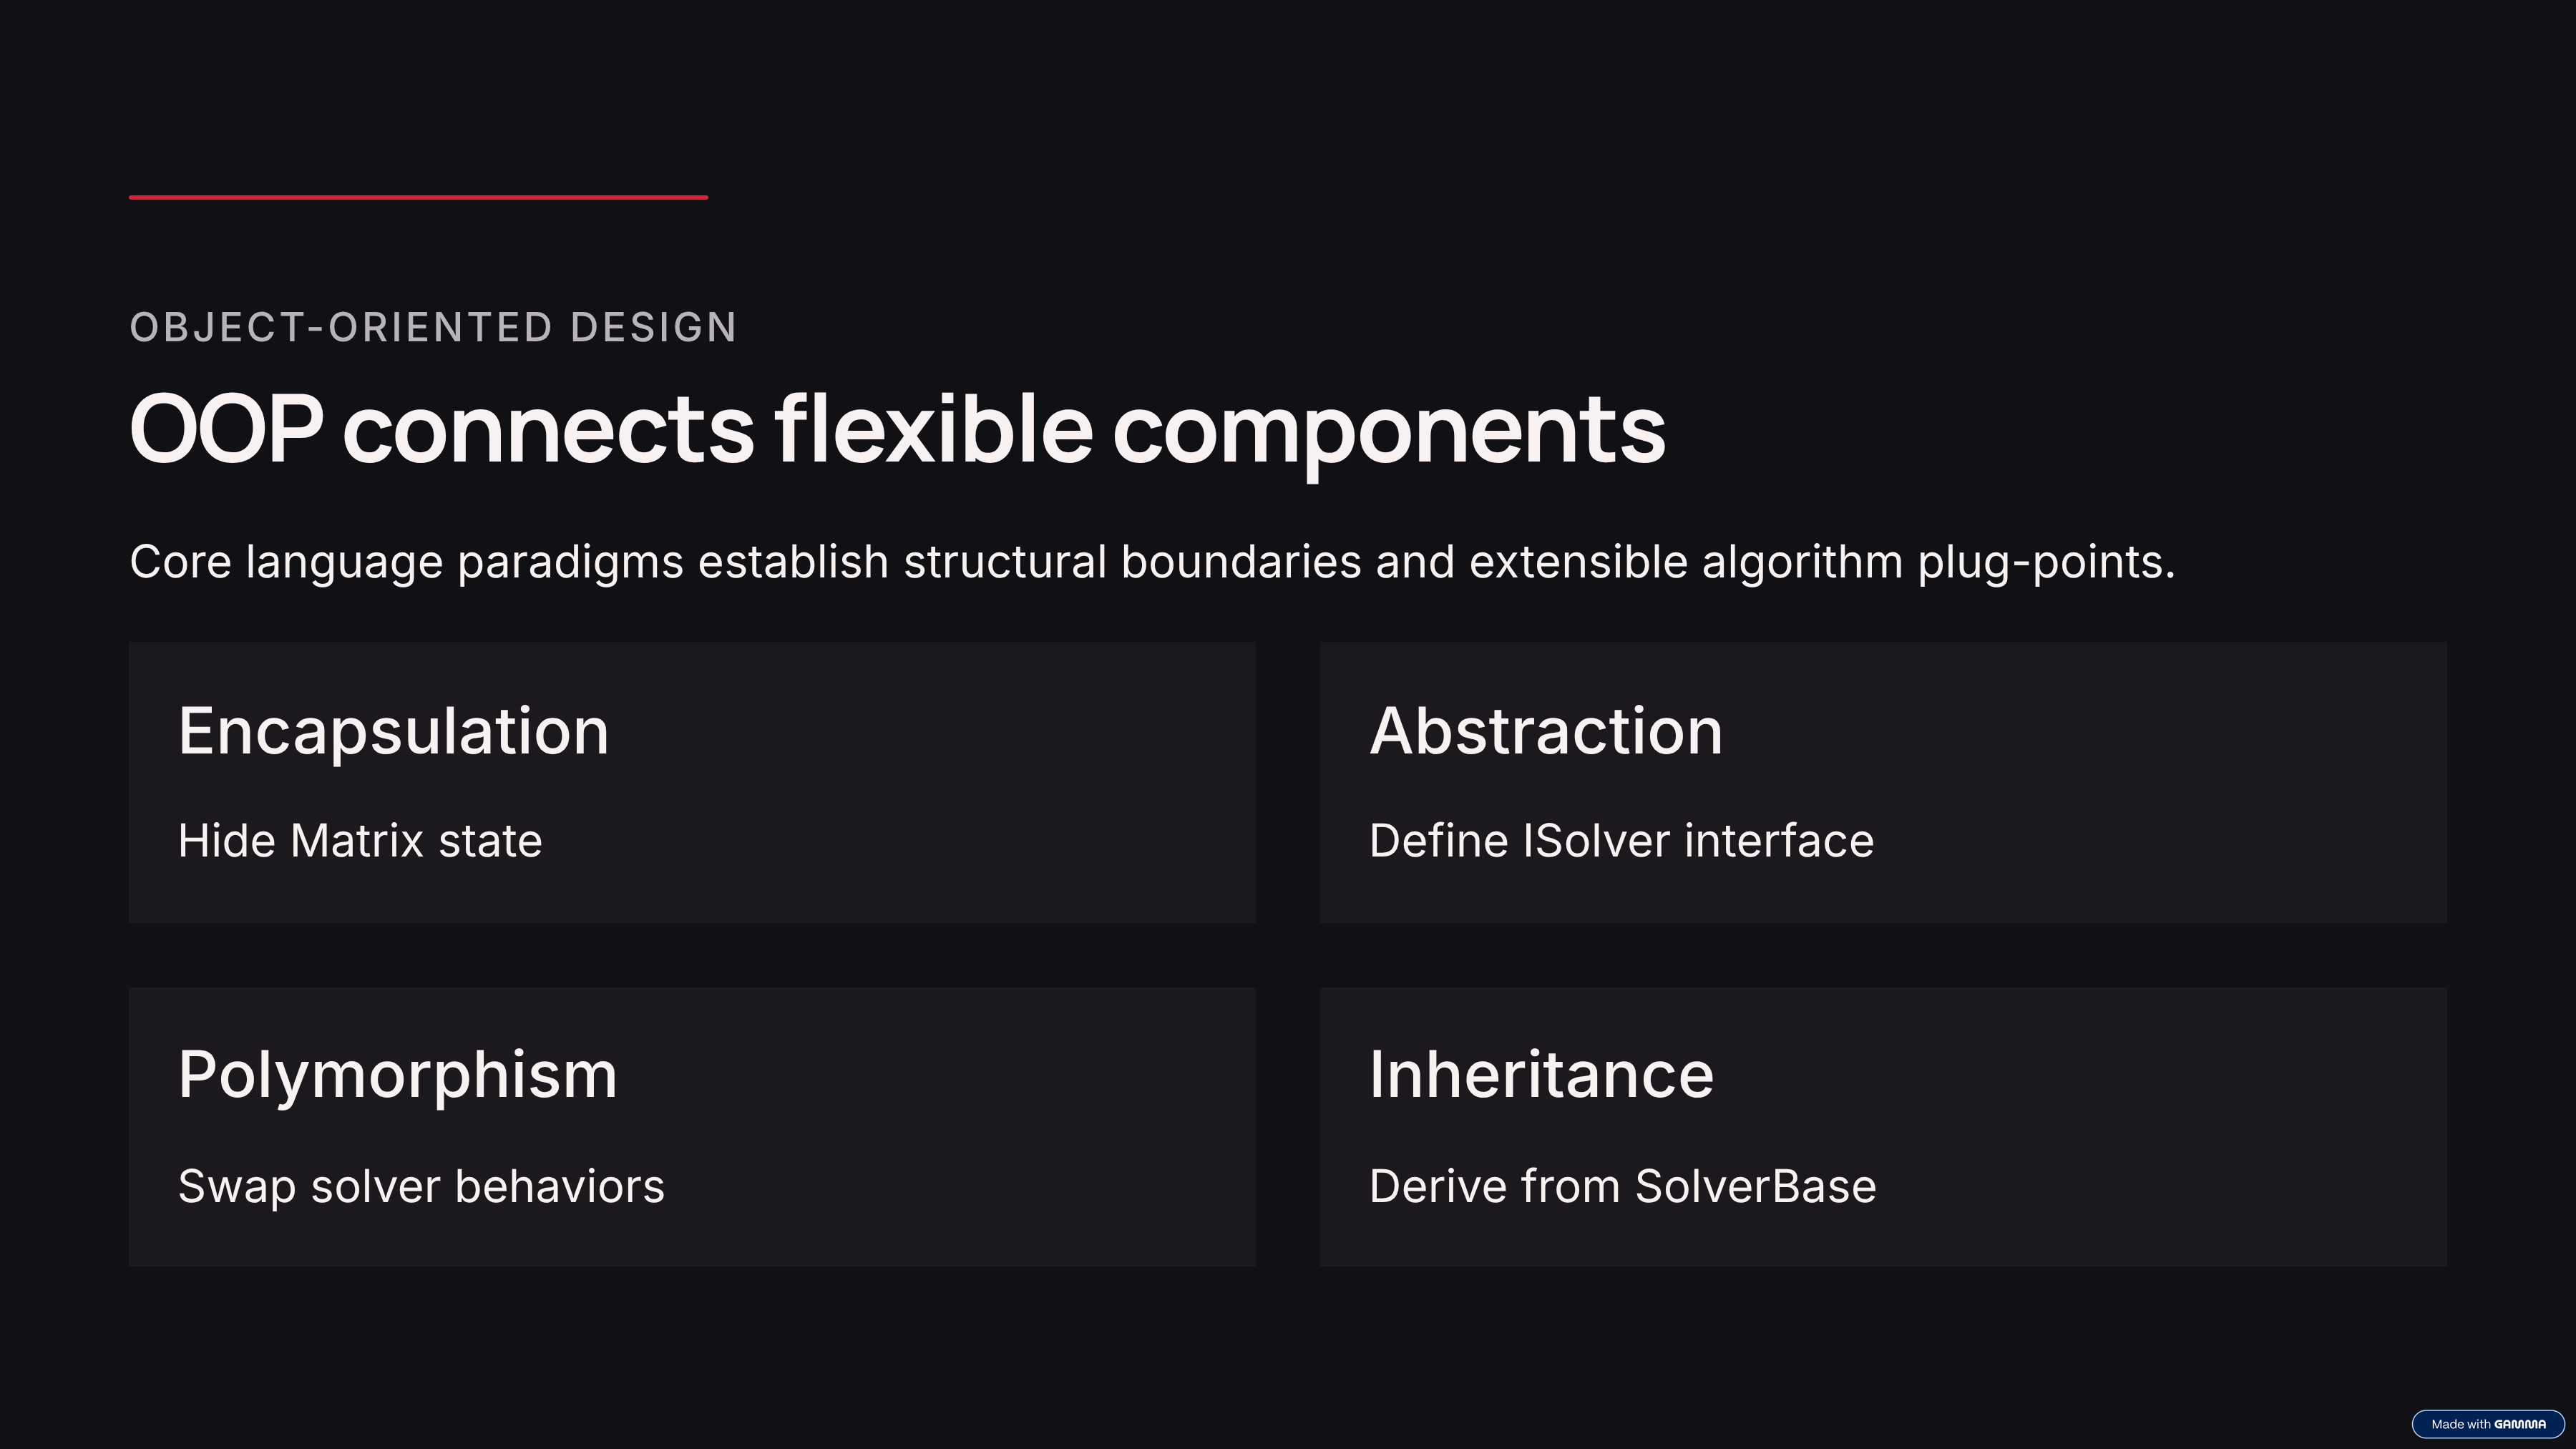 OBJECT-ORIENTED DESIGN
OOP connects flexible components
Core language paradigms establish structural boundaries and extensible algorithm plug-points.
Encapsulation
Hide Matrix state
Abstraction
Define ISolver interface
Polymorphism
Swap solver behaviors
Inheritance
Derive from SolverBase
Made with GAMMA